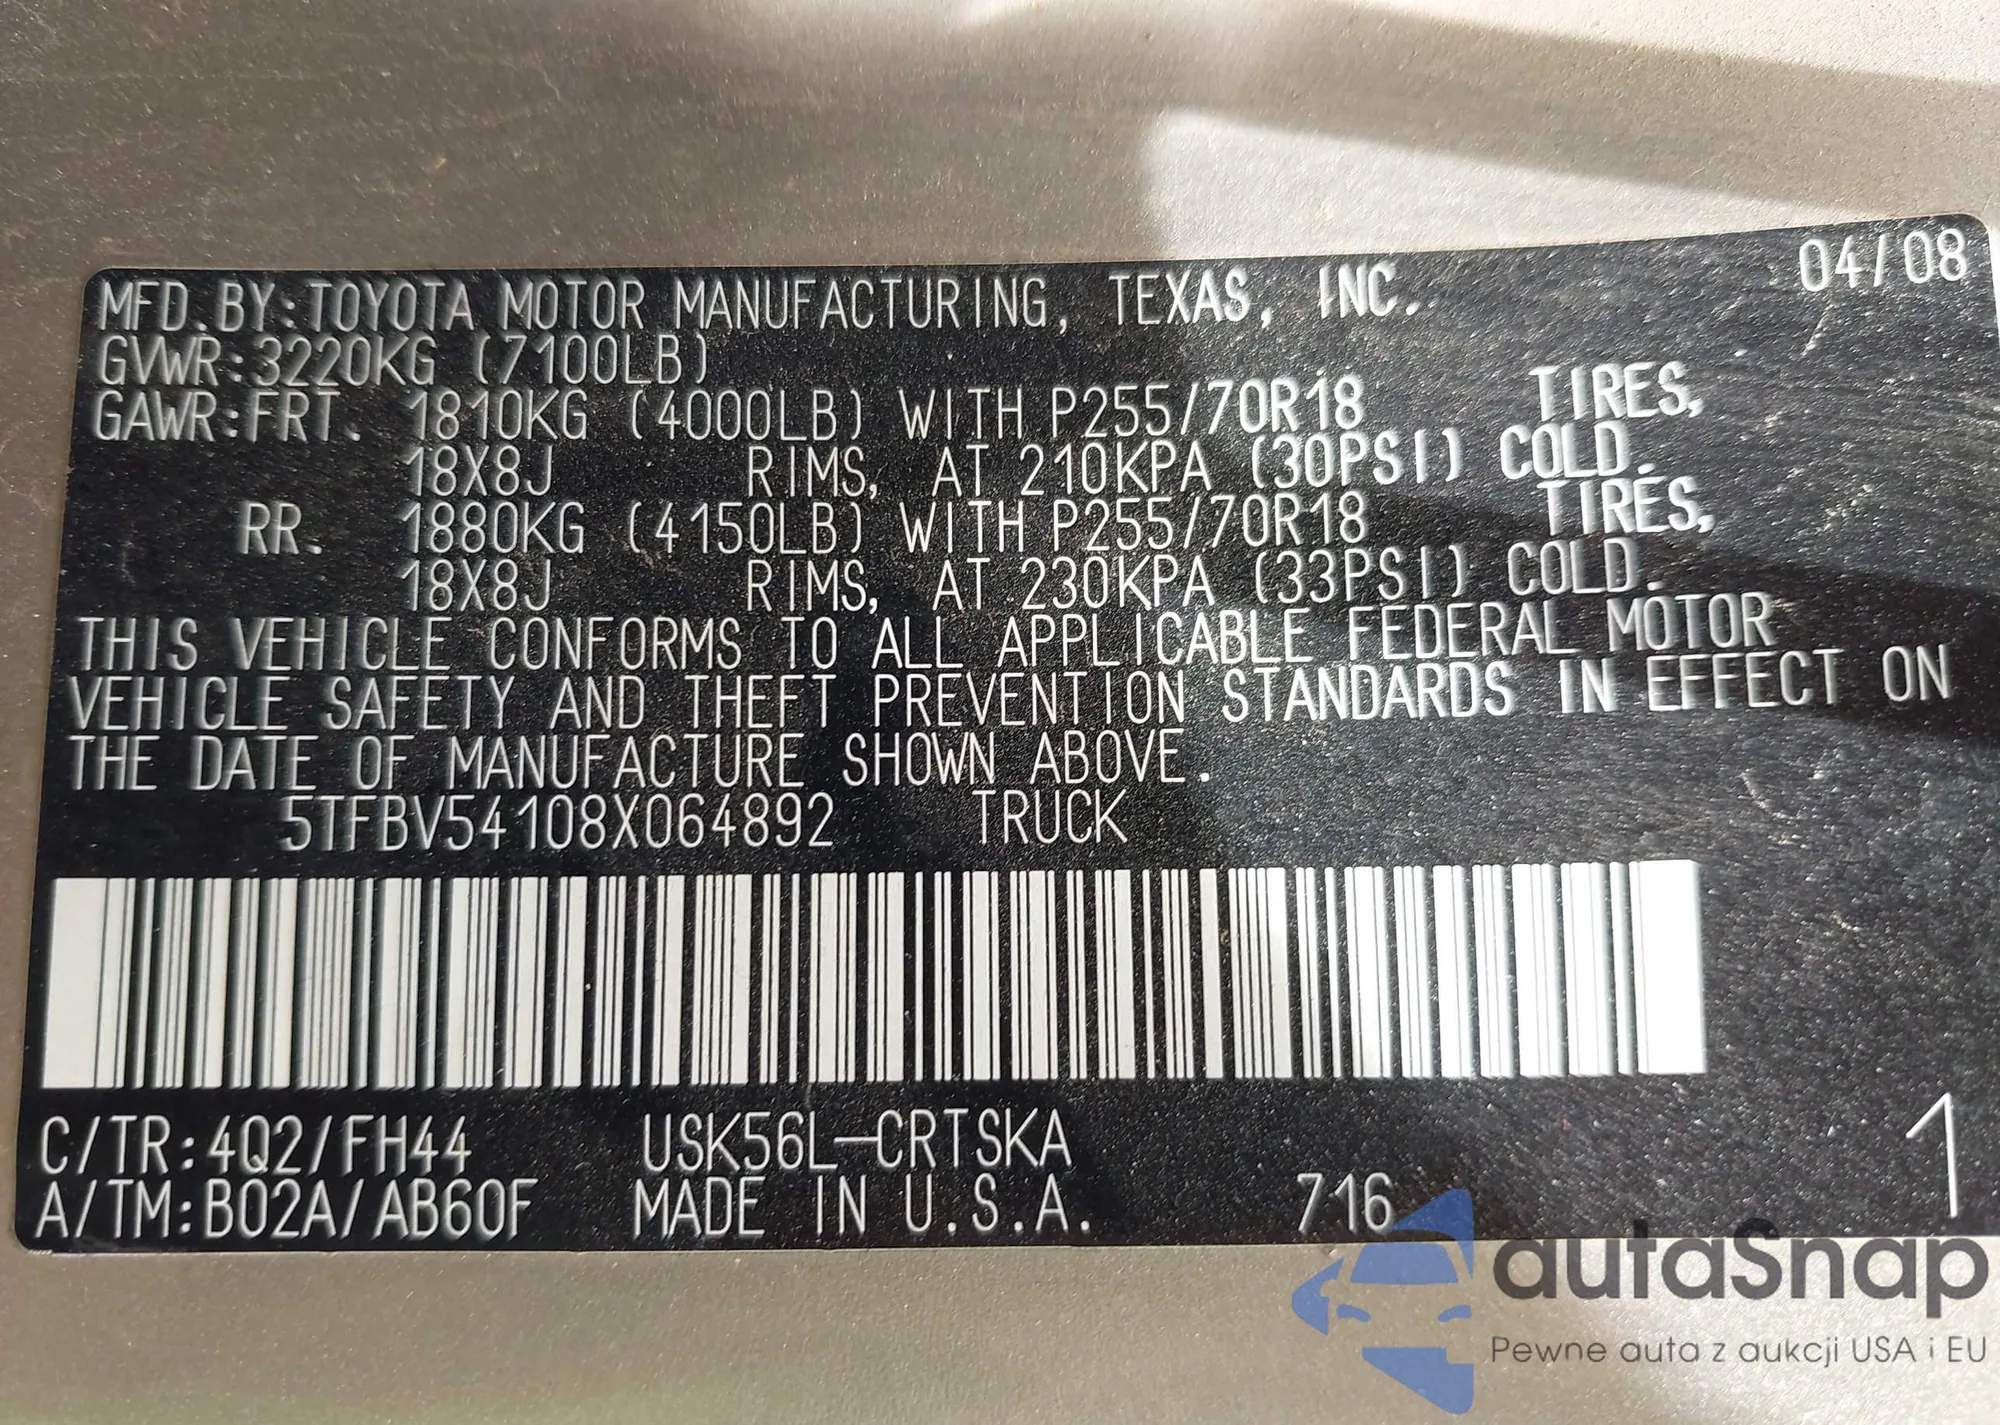 04/08
MFD.BY:TOYOTA MOTOR MANUFACTURING, TEXAS, INC.
GVWR:3220KG (7100LB)
GAWR:FRT. 1810KG (4000LB) WITH P255/70R18 TIRES,
18X8J RIMS, AT 210KPA (30PSI) COLD.
RR. 1880KG (4150LB) WITH P255/70R18 TIRES,
18X8J RIMS, AT 230KPA (33PSI) COLD.
THIS VEHICLE CONFORMS TO ALL APPLICABLE FEDERAL MOTOR
VEHICLE SAFETY AND THEFT PREVENTION STANDARDS IN EFFECT ON
THE DATE OF MANUFACTURE SHOWN ABOVE.
5TFBV54108X064892 TRUCK
C/TR:4Q2/FH44 USK56L-CRTSKA 1
A/TM:B02A/AB60F MADE IN U.S.A. 716
autaSnap
Pewne auta z aukcji USA i EU